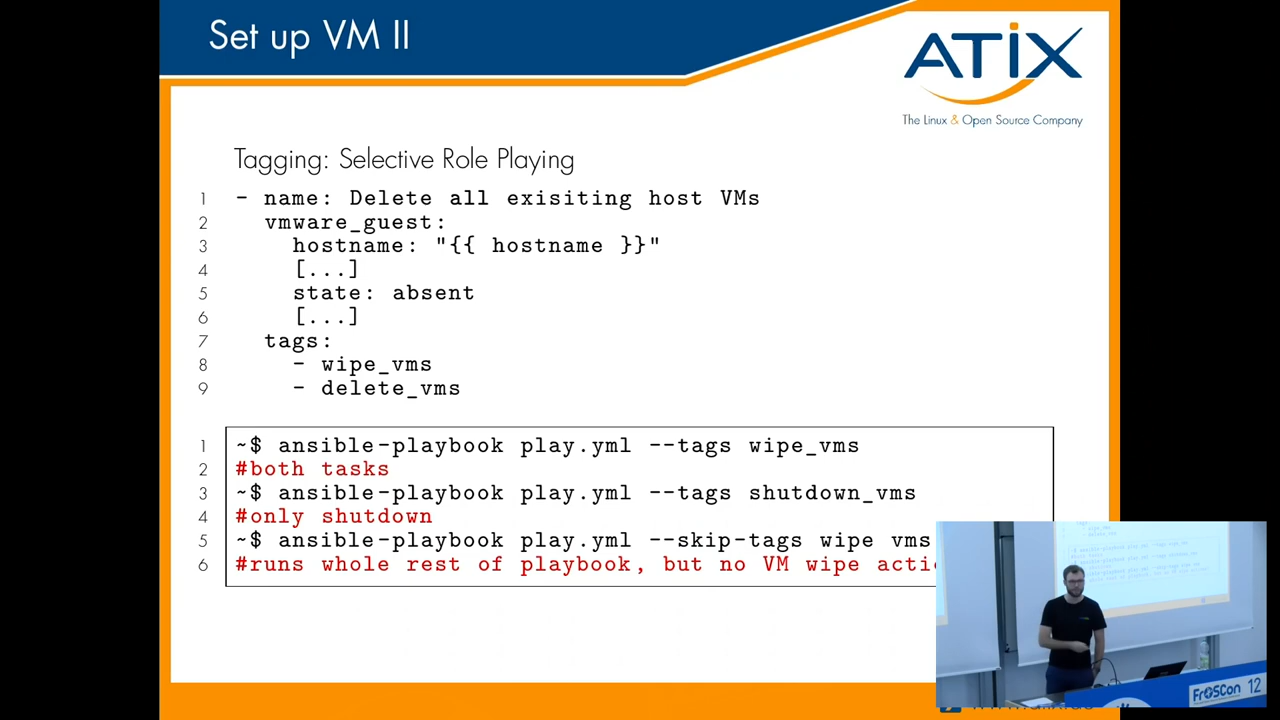 Set up VM II
ATIX
The Linux & Open Source Company
Tagging: Selective Role Playing
1 - name: Delete all exisiting host VMs
2 vmware_guest:
3 hostname: "{{ hostname }}"
4 [...]
5 state: absent
6 [...]
7 tags:
8 - wipe_vms
9 - delete_vms
1 ~$ ansible-playbook play.yml --tags wipe_vms
2 #both tasks
3 ~$ ansible-playbook play.yml --tags shutdown_vms
4 #only shutdown
5 ~$ ansible-playbook play.yml --skip-tags wipe vms
6 #runs whole rest of playbook, but no VM wipe actio
FrOSCon 12